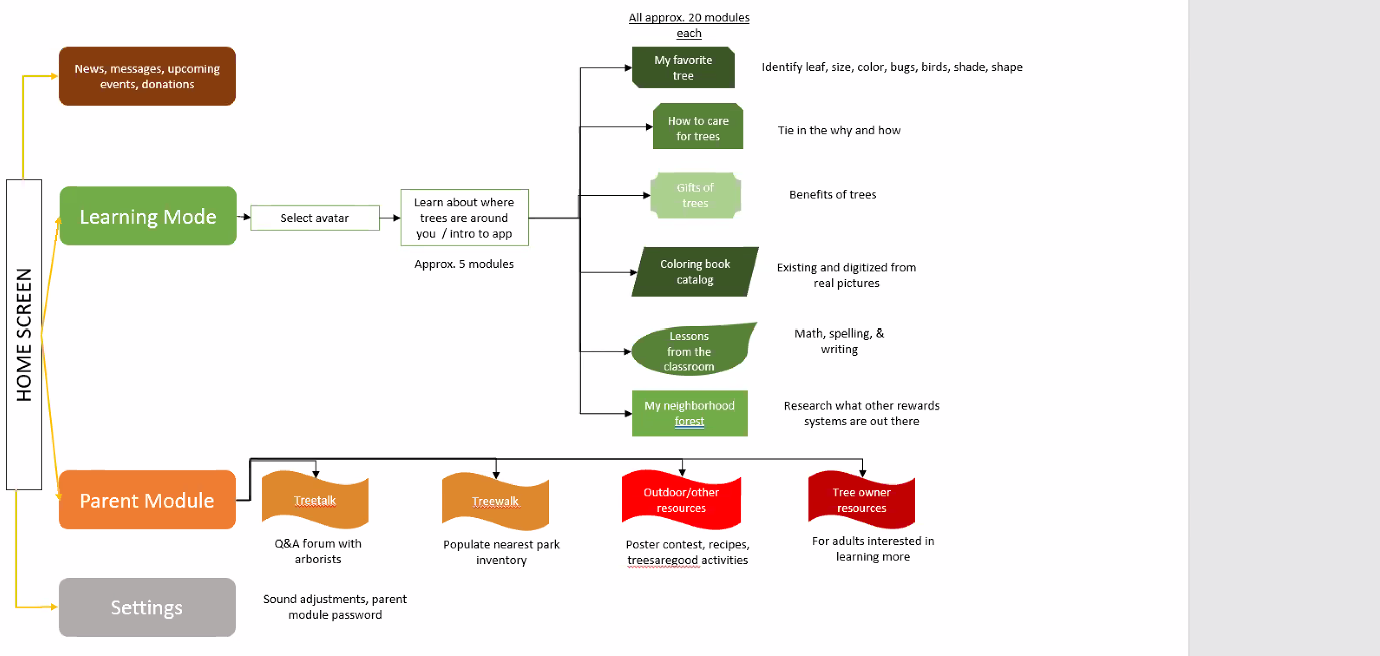 All approx. 20 modules
each
News, messages, upcoming
events, donations
My favorite
tree
Identify leaf, size, color, bugs, birds, shade, shape
How to care
for trees
Tie in the why and how
HOME SCREEN
Learning Mode
Select avatar
Learn about where
trees are around
you / intro to app
Approx. 5 modules
Gifts of
trees
Benefits of trees
Coloring book
catalog
Existing and digitized from
real pictures
Lessons
from the
classroom
Math, spelling, &
writing
My neighborhood
forest
Research what other rewards
systems are out there
Parent Module
Treetalk
Q&A forum with
arborists
Treewalk
Populate nearest park
inventory
Outdoor/other
resources
Poster contest, recipes,
treesaregood activities
Tree owner
resources
For adults interested in
learning more
Settings
Sound adjustments, parent
module password